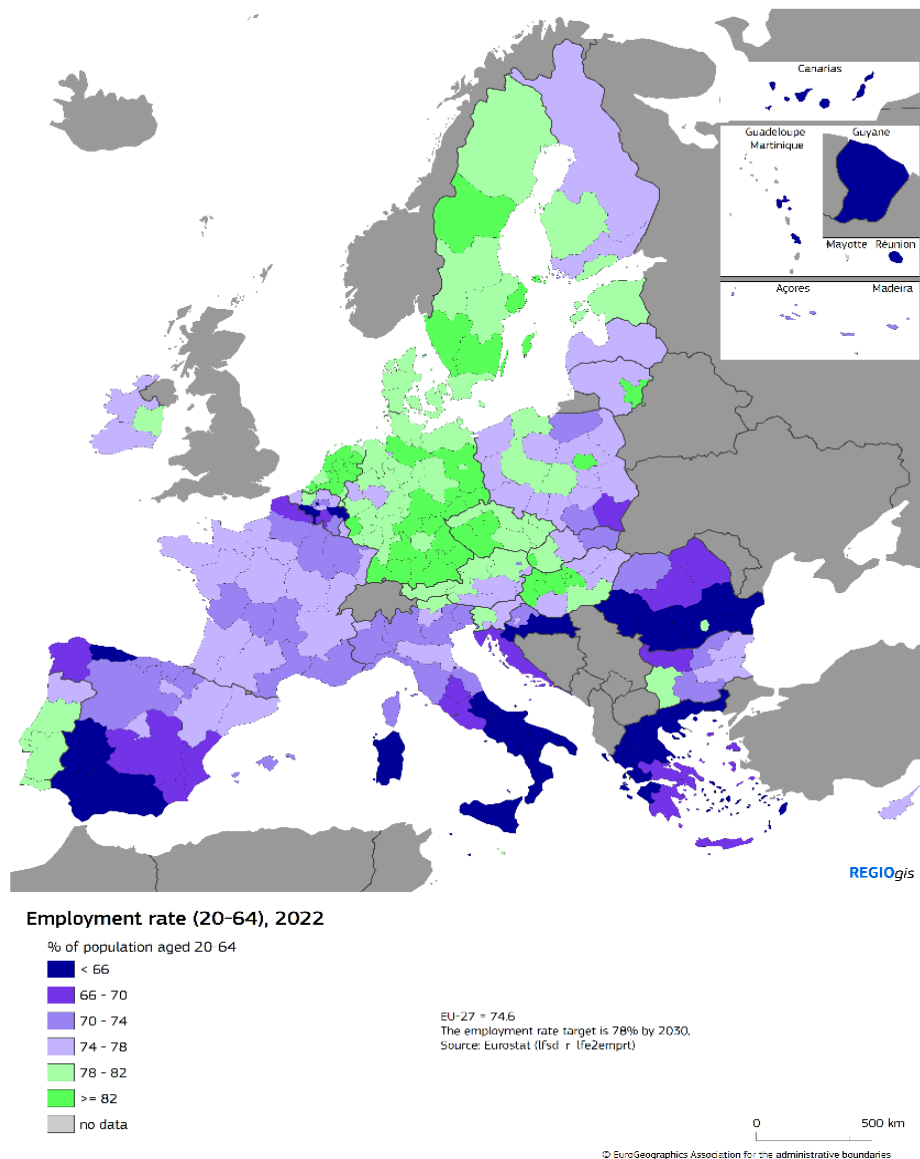 Canarias
Guadeloupe
Martinique
Guyane
Mayotte
Réunion
Açores
Madeira
REGIOgis
Employment rate (20-64), 2022
% of population aged 20-64
< 66
66 - 70
70 - 74
74 - 78
78 - 82
>= 82
no data
EU-27 = 74.6
The employment rate target is 78% by 2030.
Source: Eurostat (lfsd_r_lfe2emprt)
0
500 km
© EuroGeographics Association for the administrative boundaries